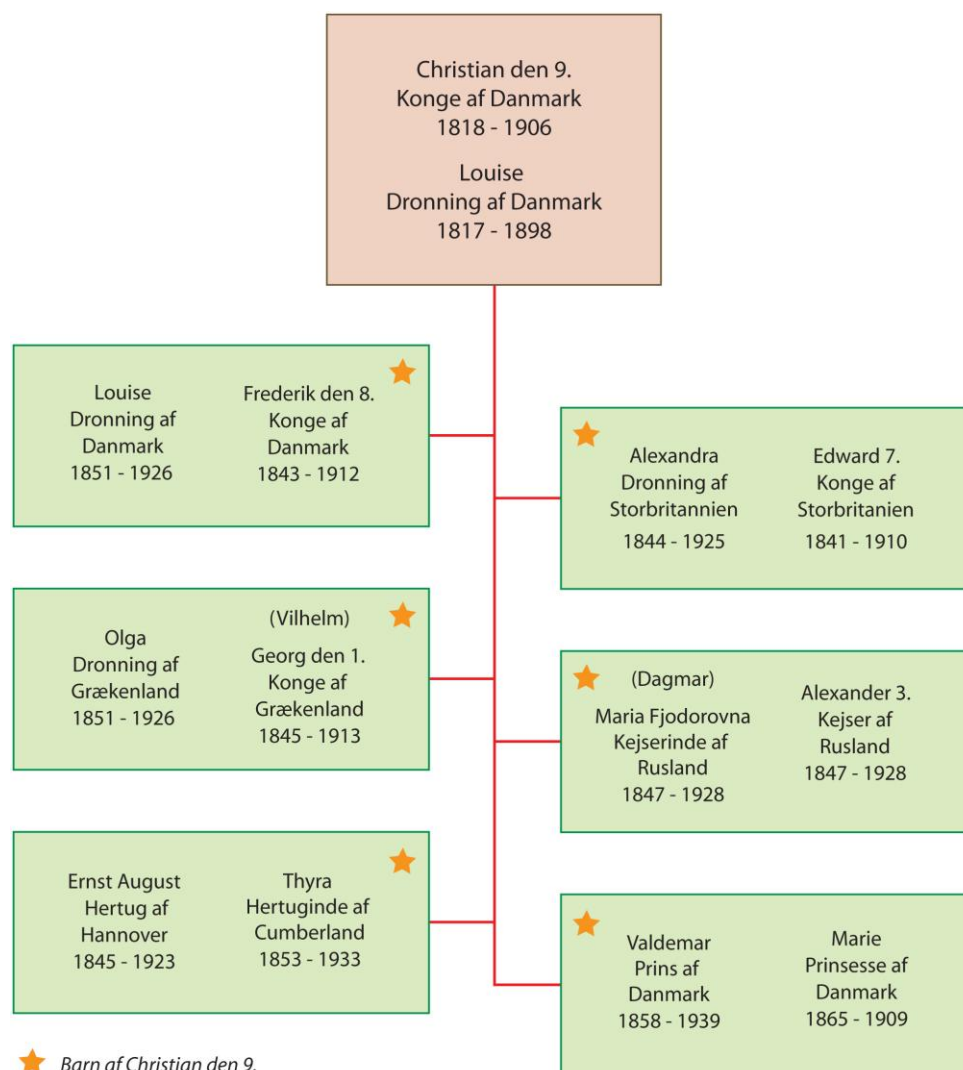 Christian den 9.
Konge af Danmark
1818 - 1906
Louise
Dronning af Danmark
1817 - 1898
Louise
Dronning af
Danmark
1851 - 1926
Frederik den 8.
Konge af
Danmark
1843 - 1912
Alexandra
Dronning af
Storbritannien
1844 - 1925
Edward 7.
Konge af
Storbritanien
1841 - 1910
Olga
Dronning af
Grækenland
1851 - 1926
(Vilhelm)
Georg den 1.
Konge af
Grækenland
1845 - 1913
(Dagmar)
Maria Fjodorovna
Kejserinde af
Rusland
1847 - 1928
Alexander 3.
Kejser af
Rusland
1847 - 1928
Ernst August
Hertug af
Hannover
1845 - 1923
Thyra
Hertuginde af
Cumberland
1853 - 1933
Valdemar
Prins af
Danmark
1858 - 1939
Marie
Prinsesse af
Danmark
1865 - 1909
Barn af Christian den 9.